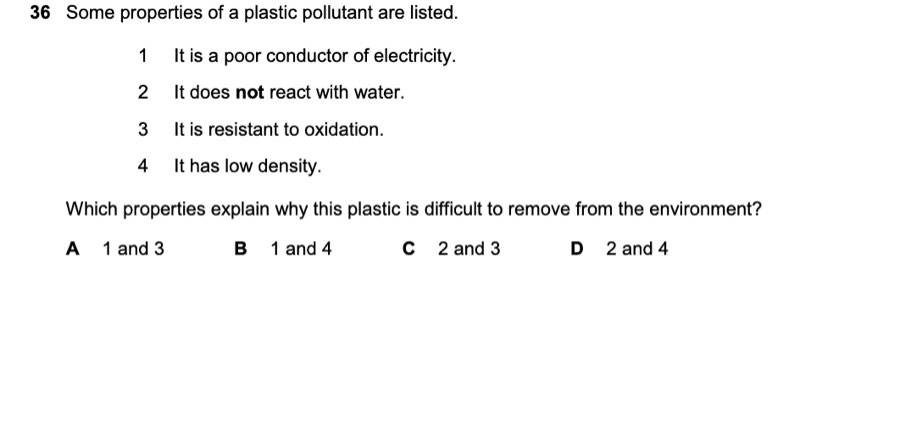 36 Some properties of a plastic pollutant are listed.
1 It is a poor conductor of electricity.
2 It does not react with water.
3 It is resistant to oxidation.
4 It has low density.
Which properties explain why this plastic is difficult to remove from the environment?
A 1 and 3 B 1 and 4 C 2 and 3 D 2 and 4